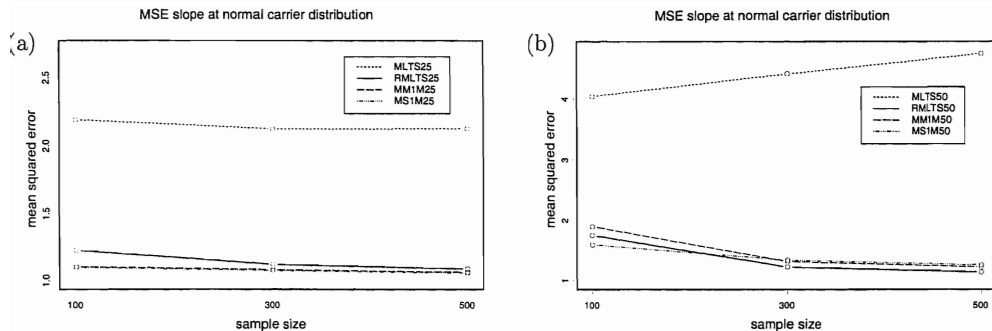 MSE slope at normal carrier distribution
(a)
mean squared error
2.5
2.0
1.5
1.0
MLTS25
RMLTS25
MM1M25
MS1M25
100
300
500
sample size
MSE slope at normal carrier distribution
(b)
mean squared error
4
3
2
1
MLTS50
RMLTS50
MM1M50
MS1M50
100
300
500
sample size